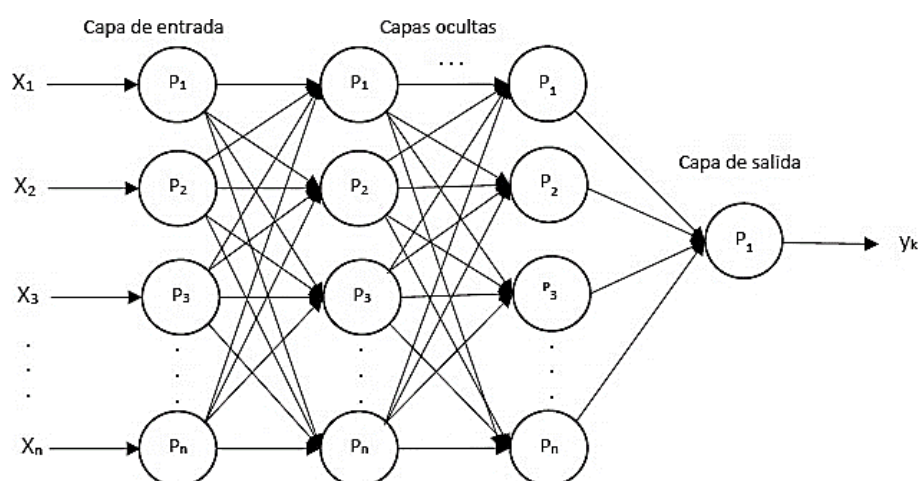 Capa de entrada
Capas ocultas
...
X1 P1 P1 P1
Capa de salida
X2 P2 P2 P2
P1 yk
X3 P3 P3 P3
Xn Pn Pn Pn